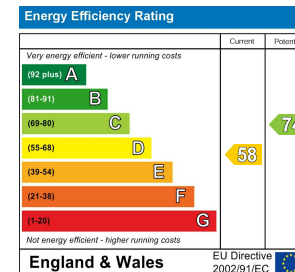 Energy Efficiency Rating
Current
Very energy efficient - lower running costs
(92 plus) A
(81-91) B
(69-80) C
(55-68) D
58
(39-54) E
(21-38) F
(1-20) G
Not energy efficient - higher running costs
England & Wales
EU Directive
2002/91/EC